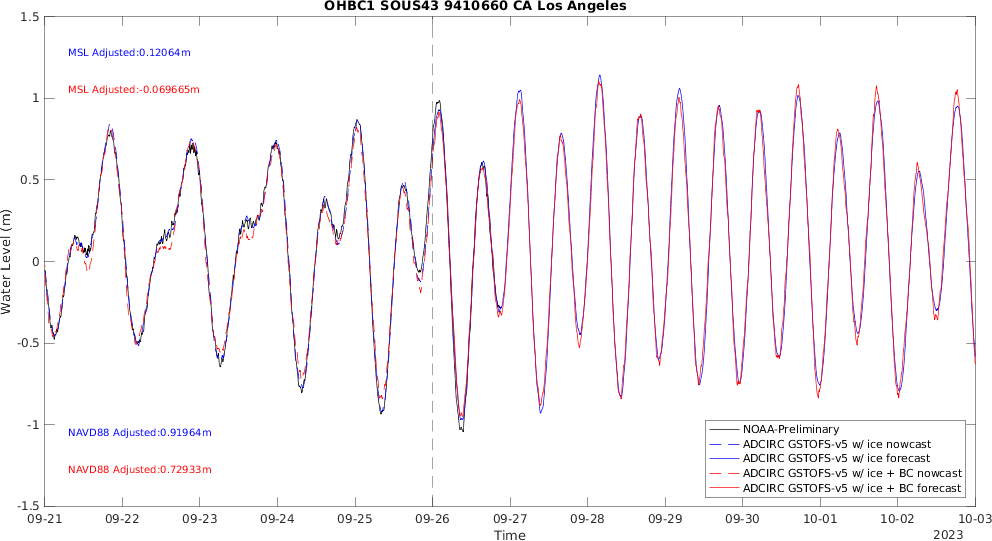 OHBC1 SOUS43 9410660 CA Los Angeles
1.5
MSL Adjusted:0.12064m
MSL Adjusted:-0.069665m
1
0.5
0
-0.5
-1
-1.5
Water Level (m)
NAVD88 Adjusted:0.91964m
NAVD88 Adjusted:0.72933m
NOAA-Preliminary
ADCIRC GSTOFS-v5 w/ ice nowcast
ADCIRC GSTOFS-v5 w/ ice forecast
ADCIRC GSTOFS-v5 w/ ice + BC nowcast
ADCIRC GSTOFS-v5 w/ ice + BC forecast
09-21 09-22 09-23 09-24 09-25 09-26 09-27 09-28 09-29 09-30 10-01 10-02 10-03
Time
2023